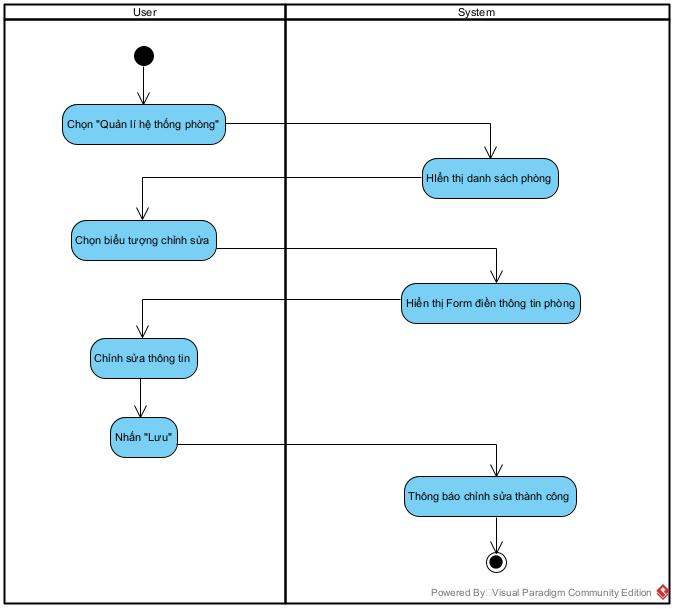 User
System
Chọn "Quản lí hệ thống phòng"
HIển thị danh sách phòng
Chọn biểu tượng chỉnh sửa
Hiển thị Form điền thông tin phòng
Chỉnh sửa thông tin
Nhấn "Lưu"
Thông báo chỉnh sửa thành công
Powered By Visual Paradigm Community Edition